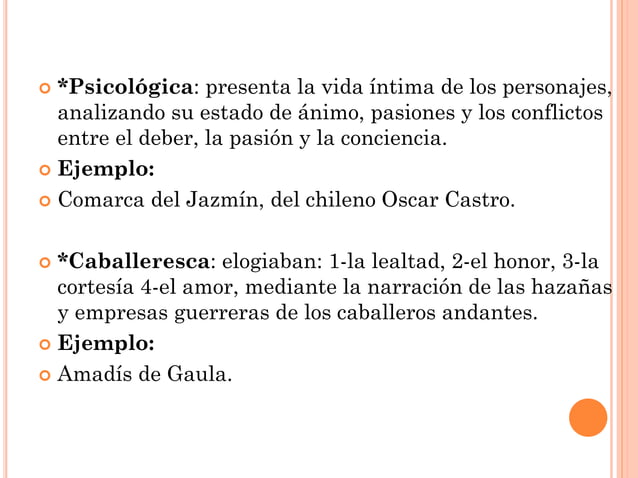 *Psicológica: presenta la vida íntima de los personajes,
analizando su estado de ánimo, pasiones y los conflictos
entre el deber, la pasión y la conciencia.
Ejemplo:
Comarca del Jazmín, del chileno Oscar Castro.
*Caballeresca: elogiaban: 1-la lealtad, 2-el honor, 3-la
cortesía 4-el amor, mediante la narración de las hazañas
y empresas guerreras de los caballeros andantes.
Ejemplo:
Amadís de Gaula.